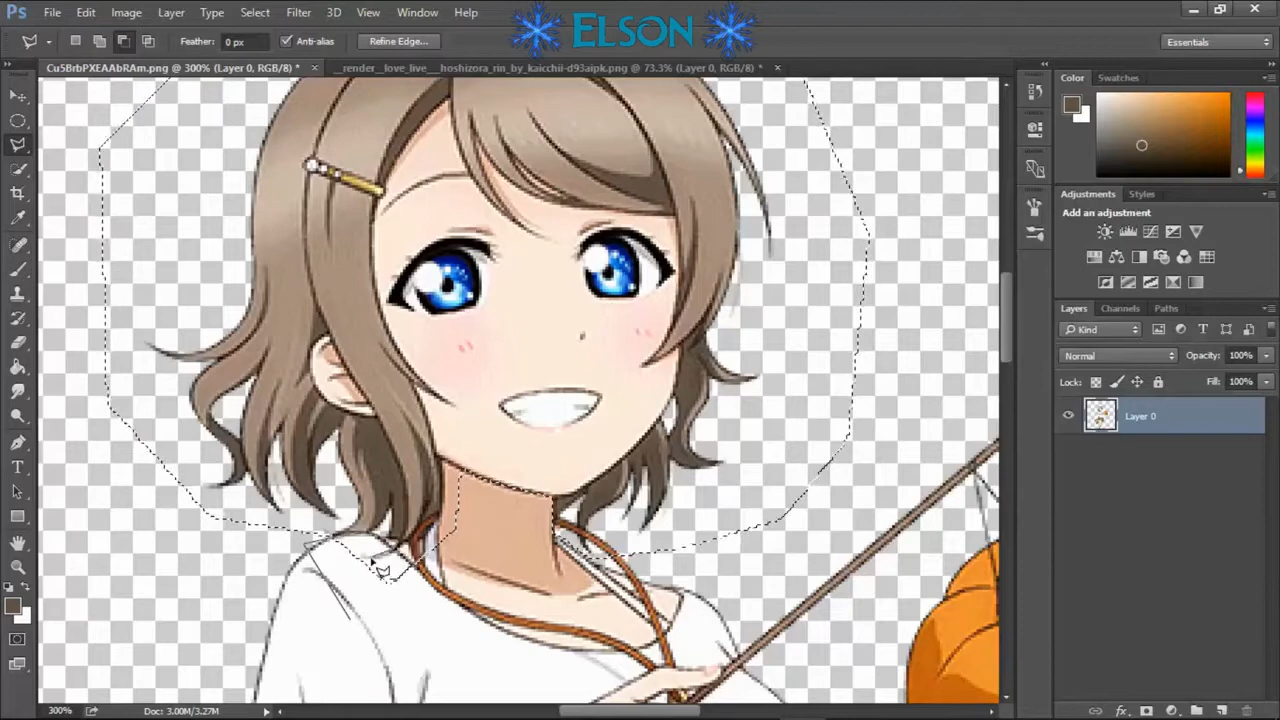 Ps File Edit Image Layer Type Select Filter 3D View Window Help
ELSON
Feather: 0 px Anti-alias Refine Edge... Essentials
Cu5BrbPXEAAbRAm.png @ 300% (Layer 0, RGB/8) * × __render__love_live__hoshizora_rin_by_kaicchii-d93aipk.png @ 73.3% (Layer 0, RGB/8) * ×
Color Swatches
Adjustments Styles
Add an adjustment
Layers Channels Paths
Kind
Normal Opacity: 100%
Lock: Fill: 100%
Layer 0
T
300% Doc: 3.00M/3.27M
fx